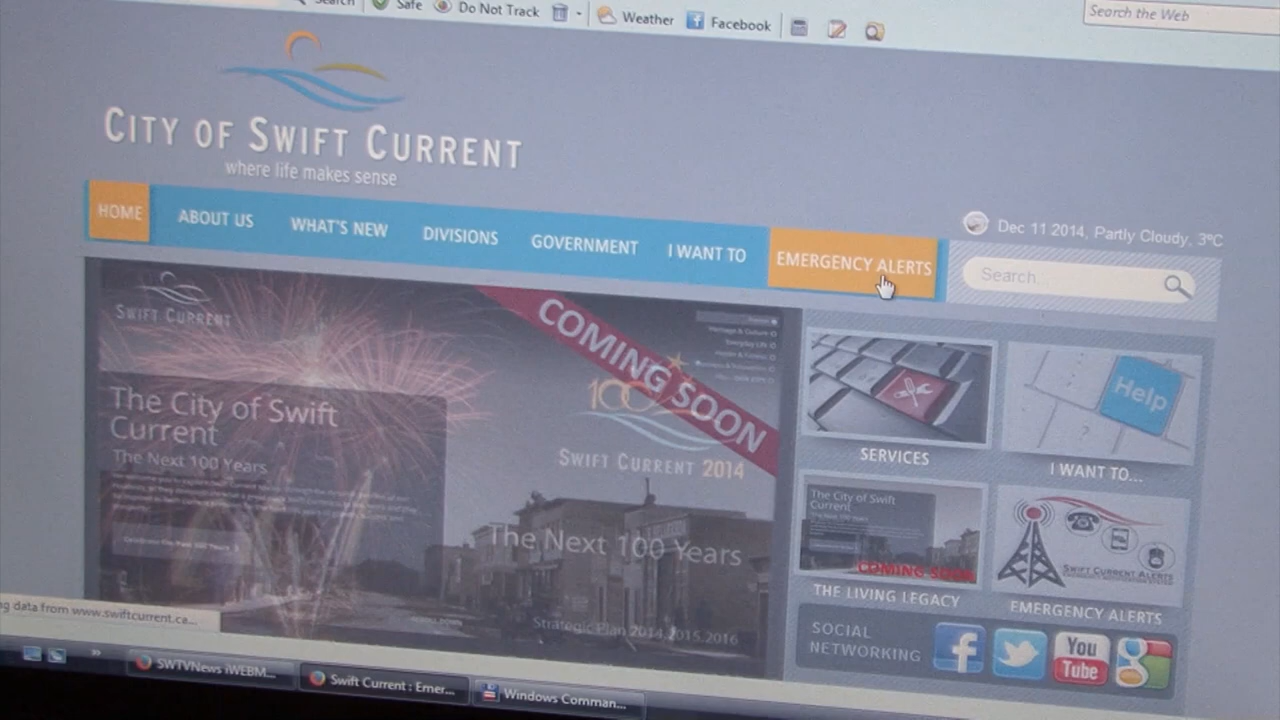 Search
Safe
Do Not Track
Weather
Facebook
Search the Web
CITY OF SWIFT CURRENT
where life makes sense
Dec 11 2014, Partly Cloudy, 3ºC
HOME
ABOUT US
WHAT'S NEW
DIVISIONS
GOVERNMENT
I WANT TO
EMERGENCY ALERTS
Search...
SWIFT CURRENT
COMING SOON
The City of Swift
Current
The Next 100 Years
100
SWIFT CURRENT 2014
The Next 100 Years
Strategic Plan 2014.2015.2016
Help
SERVICES
I WANT TO...
The City of Swift
Current
COMING SOON
SWIFT CURRENT ALERTS
THE LIVING LEGACY
EMERGENCY ALERTS
SOCIAL
NETWORKING
You
Tube
data from www.swiftcurrent.ca...
SWTVNews iWEBM...
Swift Current : Emer...
Windows Comman...